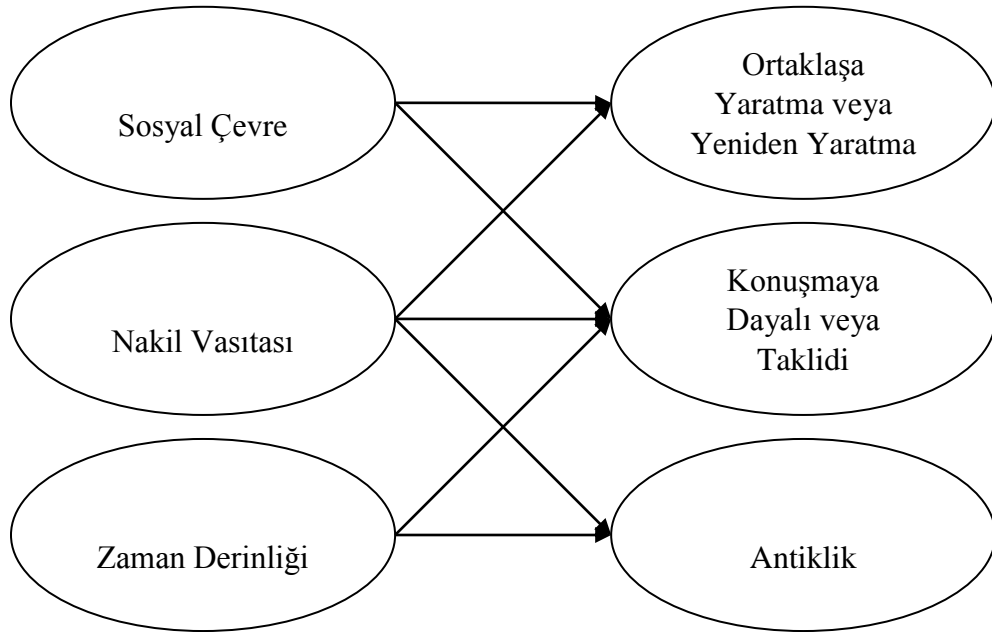 Sosyal Çevre
Ortaklaşa
Yaratma veya
Yeniden Yaratma
Nakil Vasıtası
Konuşmaya
Dayalı veya
Taklidi
Zaman Derinliği
Antiklik